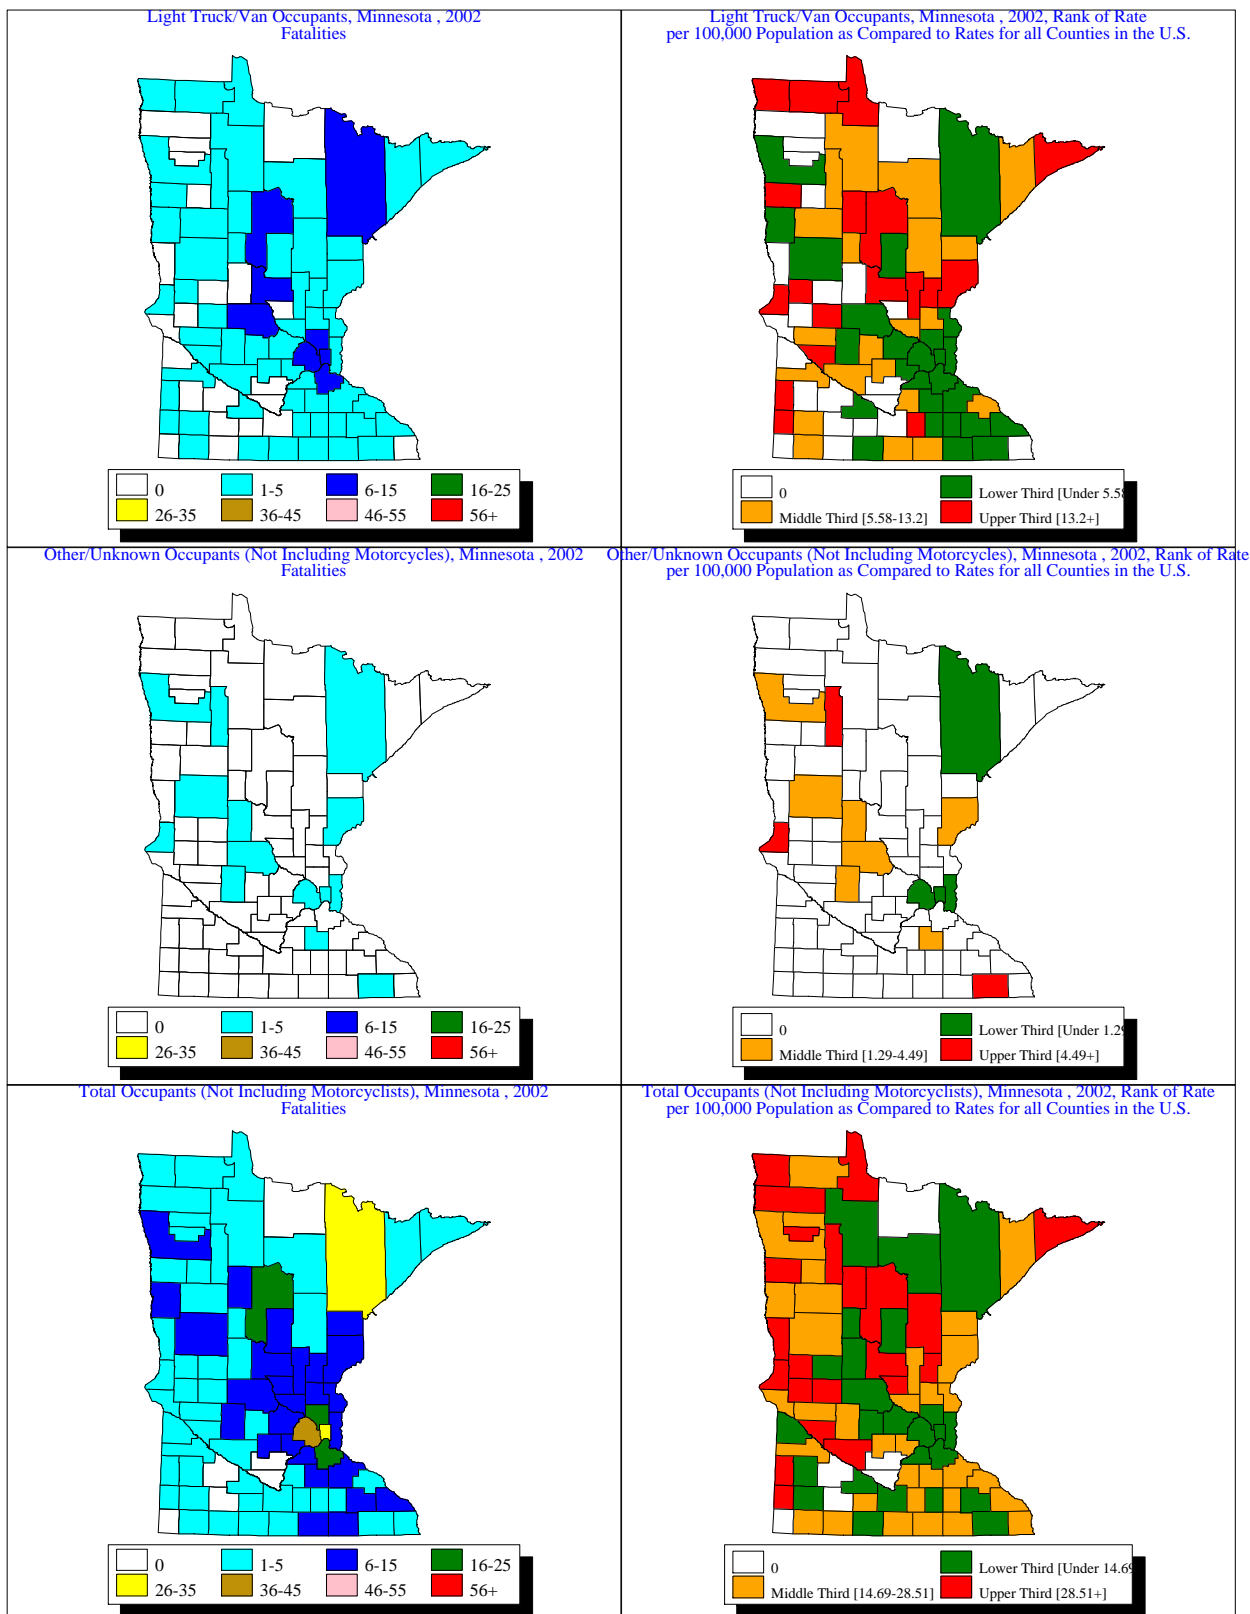 Light Truck/Van Occupants, Minnesota , 2002
Fatalities
0
1-5
6-15
16-25
26-35
36-45
46-55
56+
Light Truck/Van Occupants, Minnesota , 2002, Rank of Rate
per 100,000 Population as Compared to Rates for all Counties in the U.S.
0
Lower Third [Under 5.58
Middle Third [5.58-13.2]
Upper Third [13.2+]
Other/Unknown Occupants (Not Including Motorcycles), Minnesota , 2002
Fatalities
0
1-5
6-15
16-25
26-35
36-45
46-55
56+
Other/Unknown Occupants (Not Including Motorcycles), Minnesota , 2002, Rank of Rate
per 100,000 Population as Compared to Rates for all Counties in the U.S.
0
Lower Third [Under 1.29
Middle Third [1.29-4.49]
Upper Third [4.49+]
Total Occupants (Not Including Motorcyclists), Minnesota , 2002
Fatalities
0
1-5
6-15
16-25
26-35
36-45
46-55
56+
Total Occupants (Not Including Motorcyclists), Minnesota , 2002, Rank of Rate
per 100,000 Population as Compared to Rates for all Counties in the U.S.
0
Lower Third [Under 14.69
Middle Third [14.69-28.51]
Upper Third [28.51+]